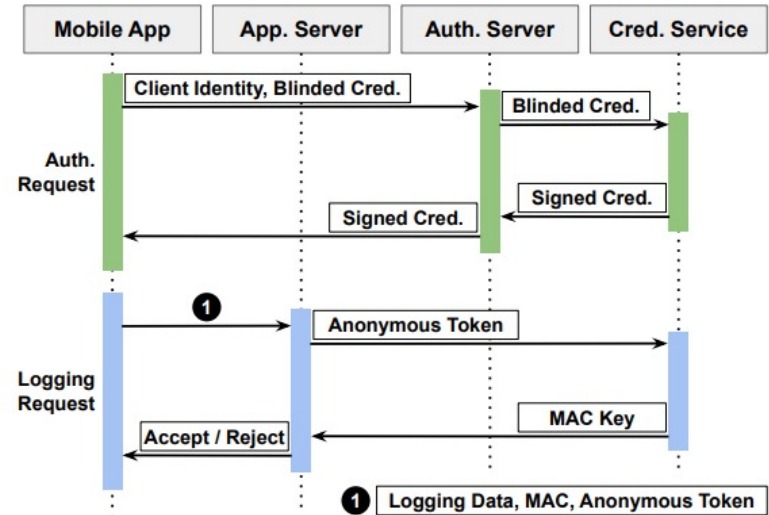 Mobile App
App. Server
Auth. Server
Cred. Service
Client Identity, Blinded Cred.
Blinded Cred.
Auth.
Request
Signed Cred.
Signed Cred.
1
Anonymous Token
Logging
Request
MAC Key
Accept / Reject
1 Logging Data, MAC, Anonymous Token